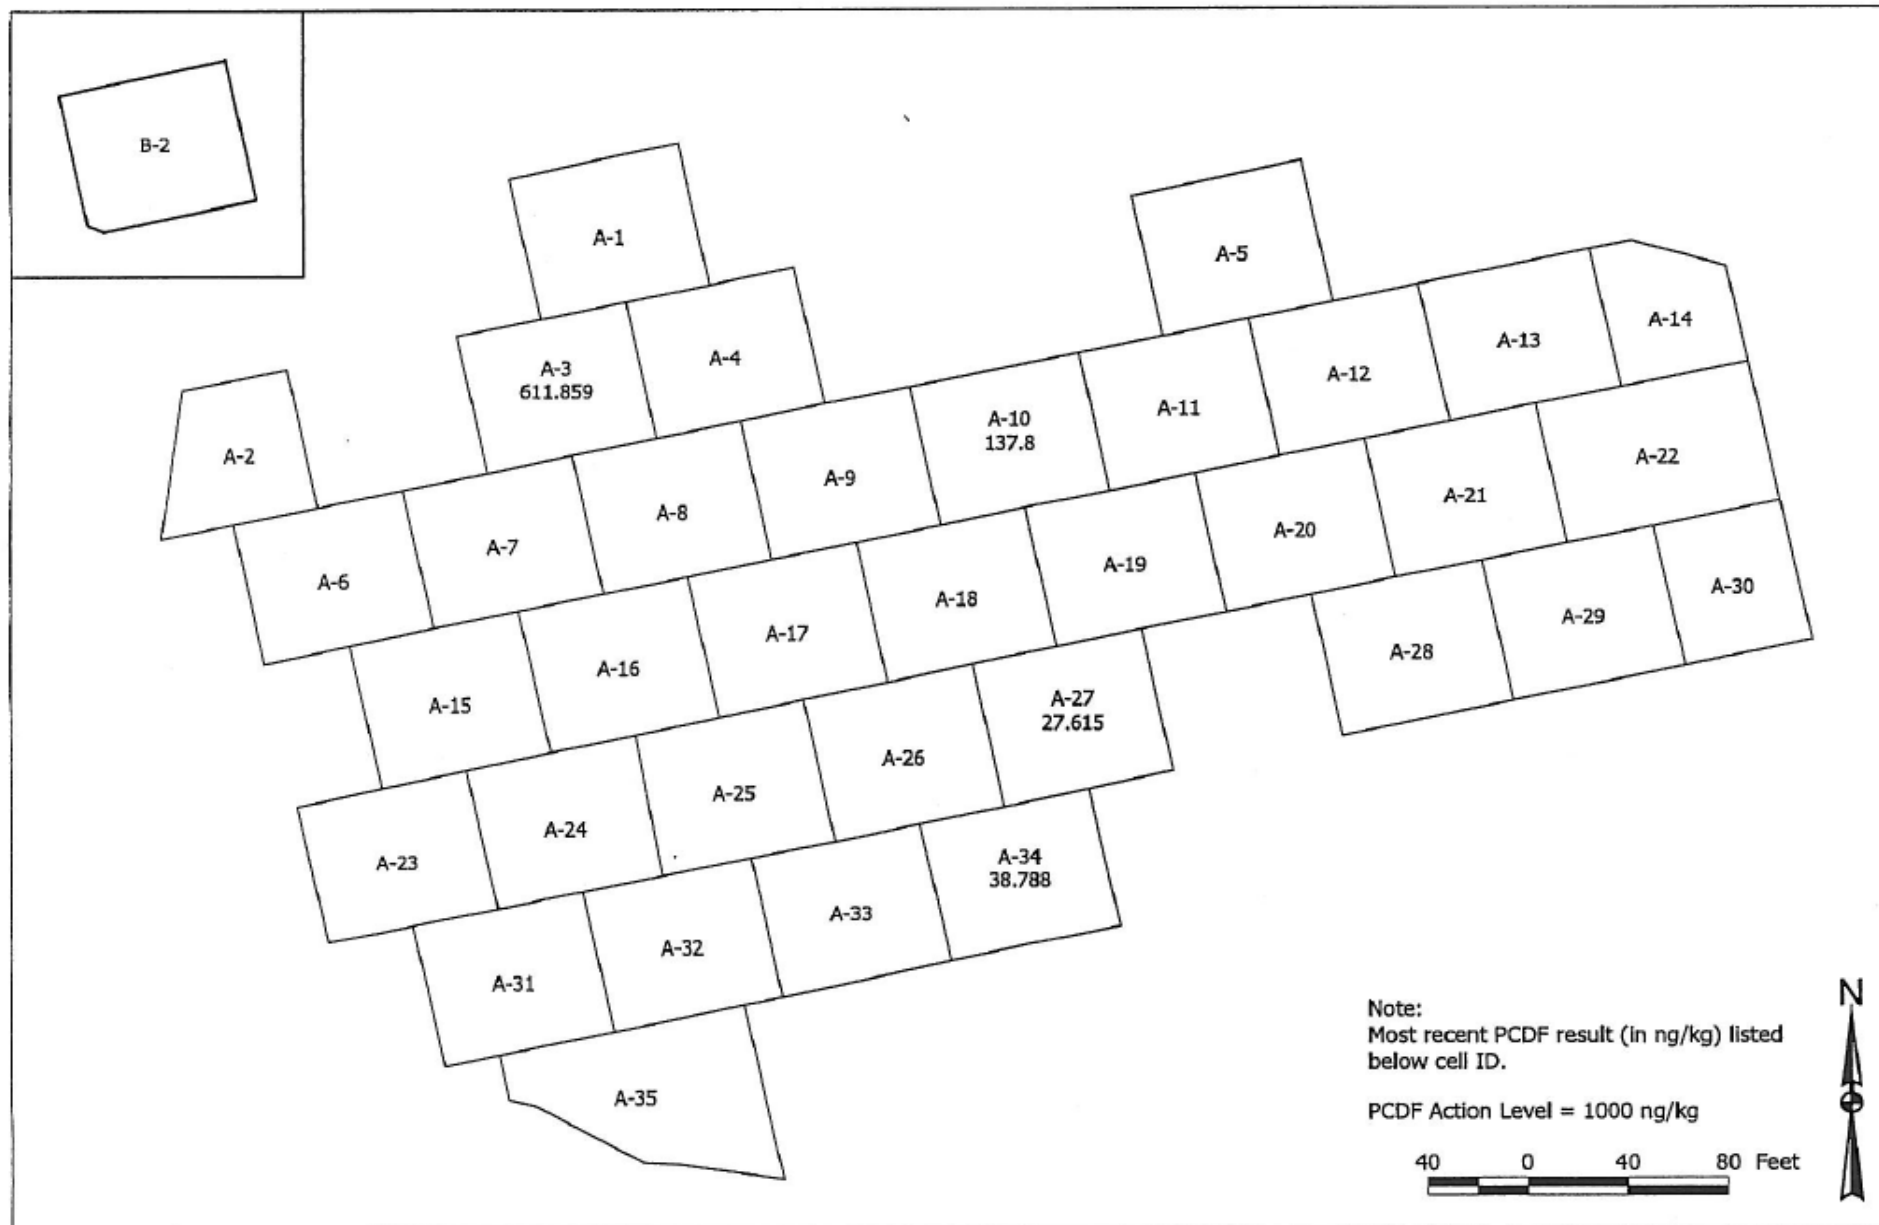 B-2
A-1
A-5
A-14
A-13
A-3
611.859
A-4
A-12
A-11
A-10
137.8
A-2
A-22
A-9
A-21
A-8
A-20
A-7
A-19
A-6
A-30
A-18
A-29
A-17
A-28
A-16
A-15
A-27
27.615
A-26
A-25
A-24
A-23
A-34
38.788
A-33
A-32
A-31
A-35
Note:
Most recent PCDF result (in ng/kg) listed
below cell ID.
PCDF Action Level = 1000 ng/kg
40 0 40 80 Feet
N